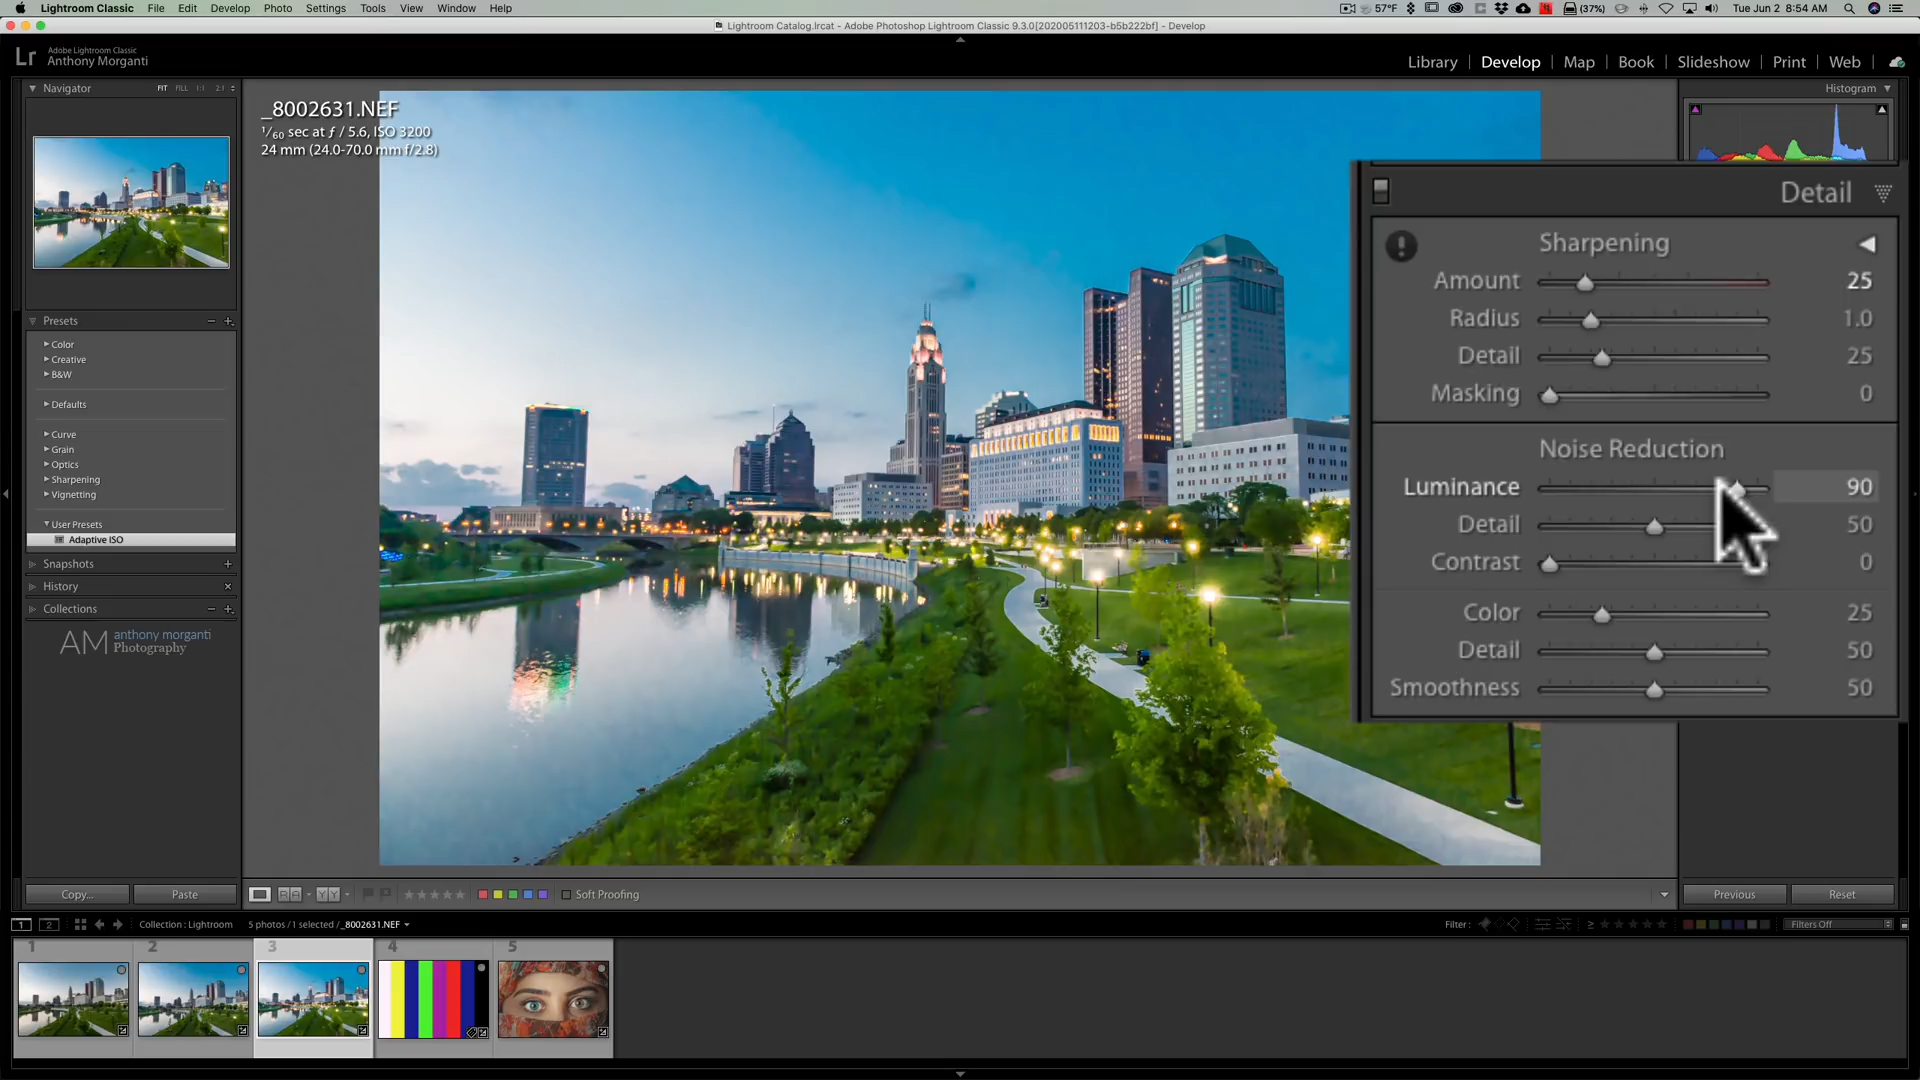 Lightroom Classic File Edit Develop Photo Settings Tools View Window Help
57°F (37%) Tue Jun 2 8:54 AM
Lightroom Catalog.lrcat - Adobe Photoshop Lightroom Classic 9.3.0[202005111203-b5b222bf] - Develop
Lr Adobe Lightroom Classic
Anthony Morganti
Library | Develop | Map | Book | Slideshow | Print | Web
Navigator FIT FILL 1:1 2:1
Histogram
_8002631.NEF
1/60 sec at ƒ / 5.6, ISO 3200
24 mm (24.0-70.0 mm f/2.8)
Detail
Sharpening
Amount 25
Radius 1.0
Detail 25
Masking 0
Noise Reduction
Luminance 90
Detail 50
Contrast 0
Color 25
Detail 50
Smoothness 50
Presets
Color
Creative
B&W
Defaults
Curve
Grain
Optics
Sharpening
Vignetting
User Presets
Adaptive ISO
Snapshots
History
Collections
AM anthony morganti
Photography
Copy... Paste
Soft Proofing
Previous Reset
1 2 Collection : Lightroom 5 photos / 1 selected / _8002631.NEF
Filter : Filters Off
1 2 3 4 5